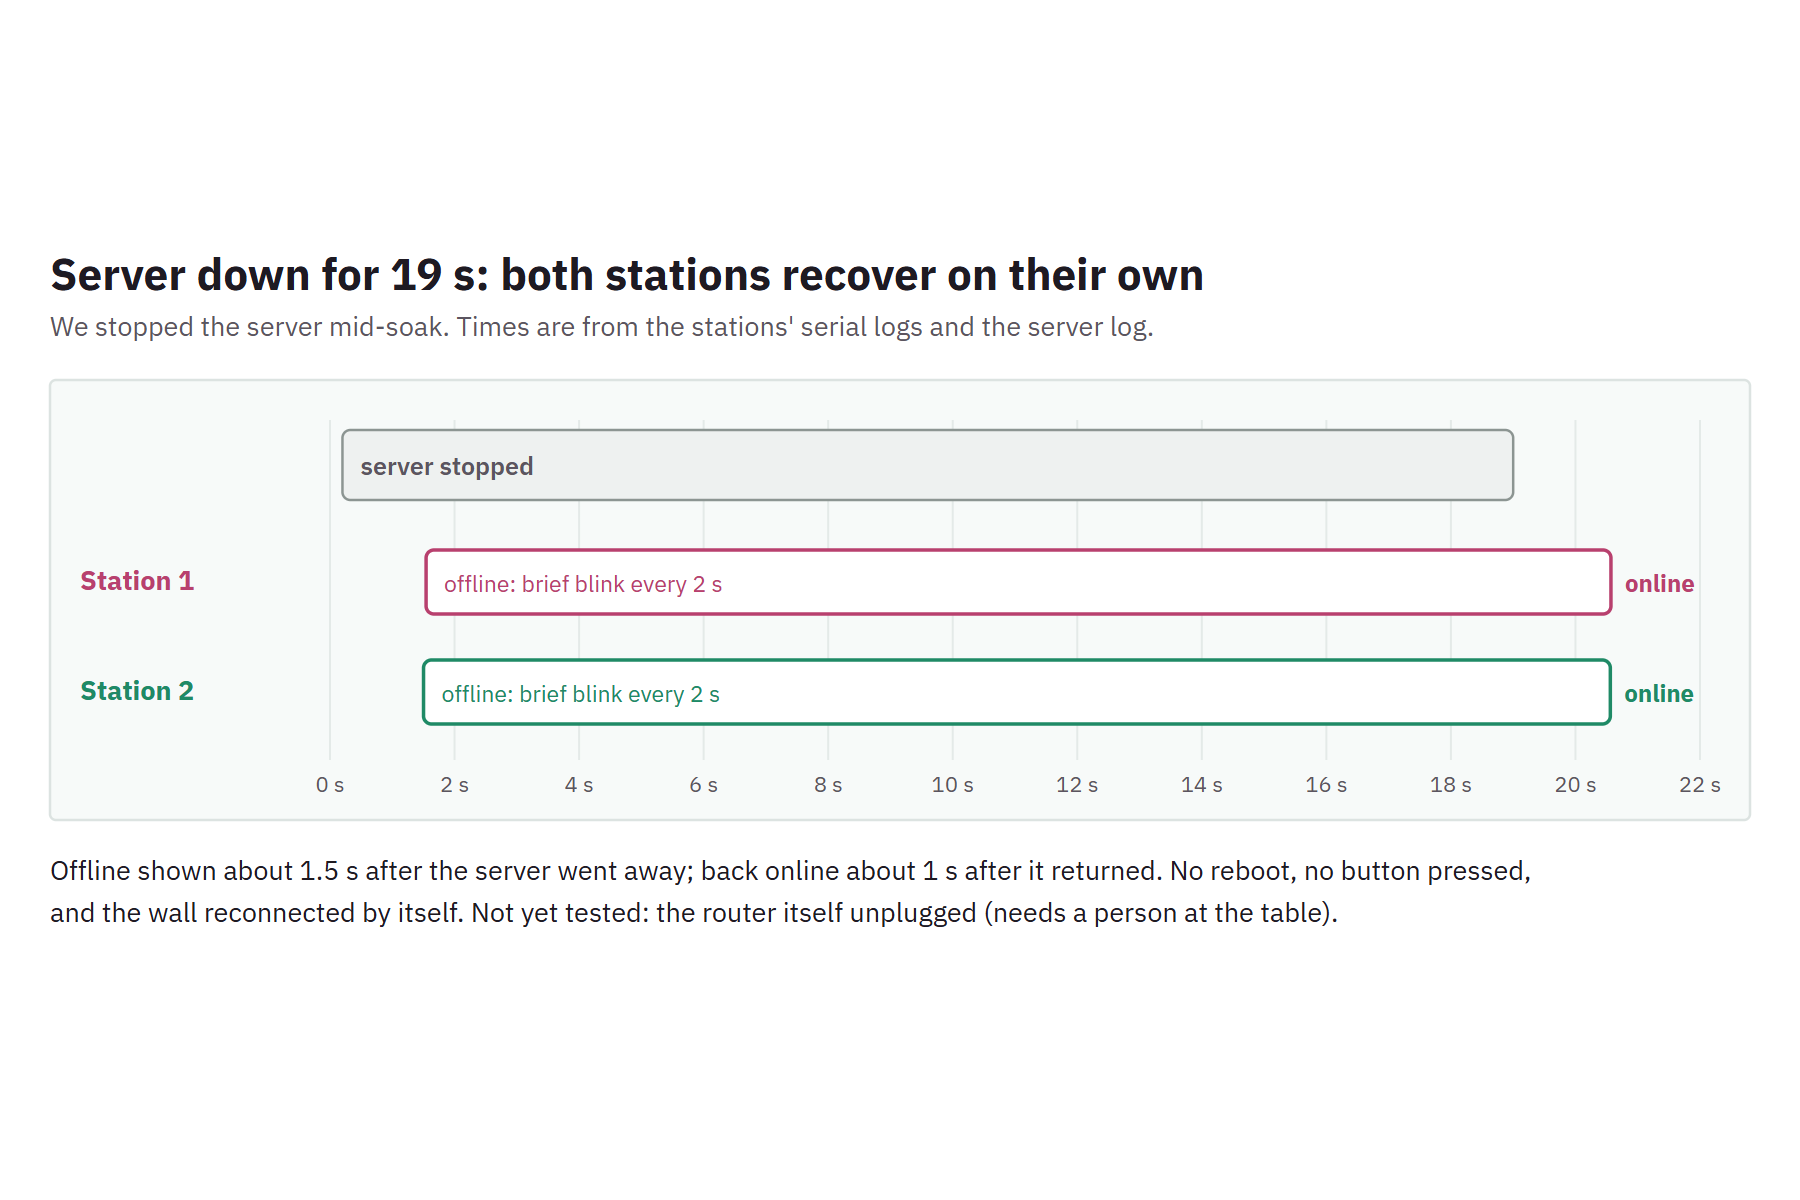 Server down for 19 s: both stations recover on their own
We stopped the server mid-soak. Times are from the stations' serial logs and the server log.
server stopped
Station 1
offline: brief blink every 2 s
online
Station 2
offline: brief blink every 2 s
online
0 s
2 s
4 s
6 s
8 s
10 s
12 s
14 s
16 s
18 s
20 s
22 s
Offline shown about 1.5 s after the server went away; back online about 1 s after it returned. No reboot, no button pressed,
and the wall reconnected by itself. Not yet tested: the router itself unplugged (needs a person at the table).